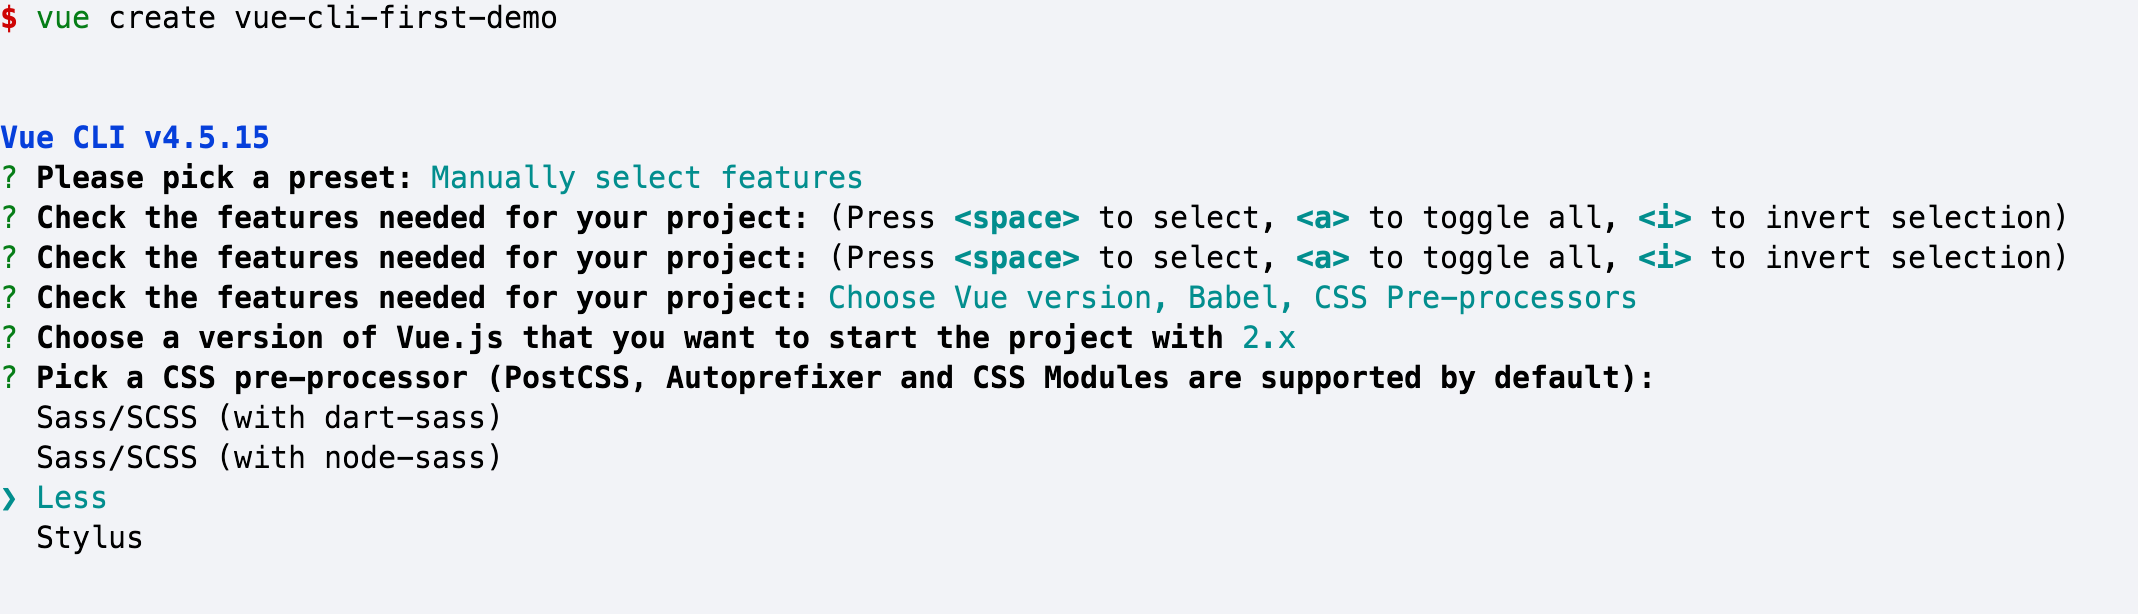 $ vue create vue-cli-first-demo
Vue CLI v4.5.15
? Please pick a preset: Manually select features
? Check the features needed for your project: (Press <space> to select, <a> to toggle all, <i> to invert selection)
? Check the features needed for your project: (Press <space> to select, <a> to toggle all, <i> to invert selection)
? Check the features needed for your project: Choose Vue version, Babel, CSS Pre-processors
? Choose a version of Vue.js that you want to start the project with 2.x
? Pick a CSS pre-processor (PostCSS, Autoprefixer and CSS Modules are supported by default):
Sass/SCSS (with dart-sass)
Sass/SCSS (with node-sass)
❯ Less
Stylus